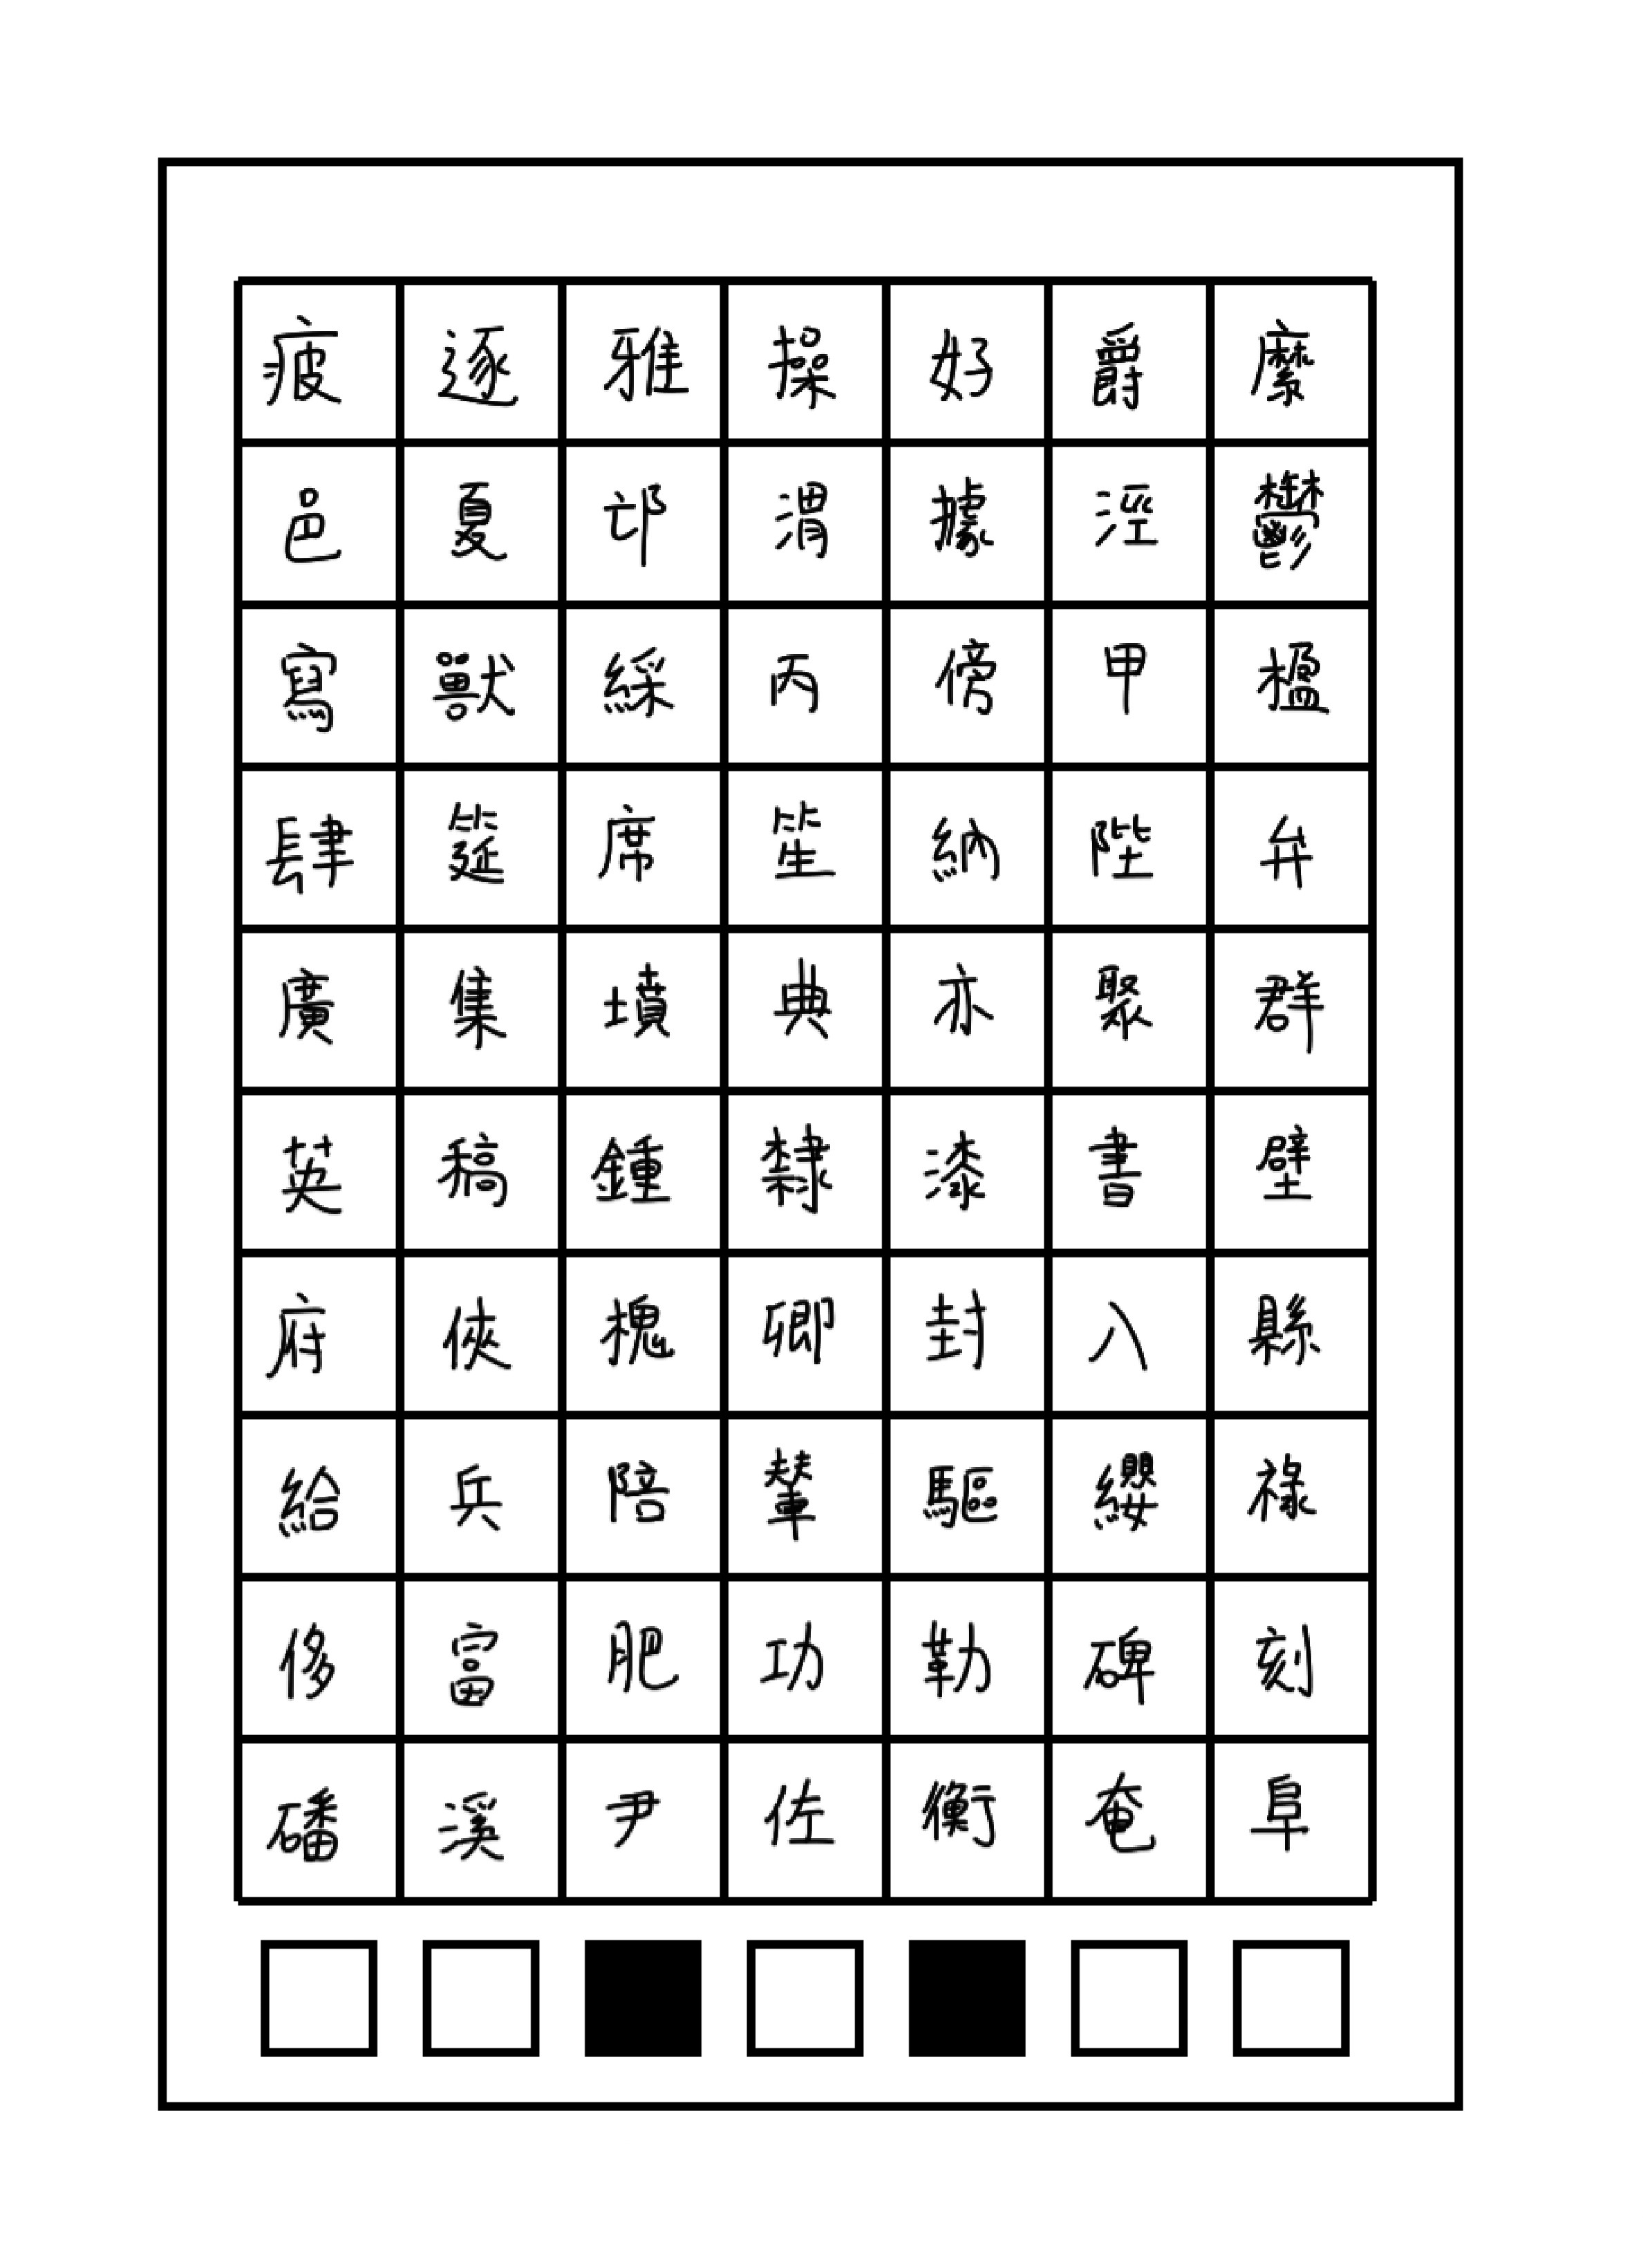 疲逐雅操好爵縻
邑夏邙渭據涇鬱
寫獸綵丙傍甲楹
肆筵席笙納陛弁
廣集墳典亦聚群
英稿鍾隸漆書壁
府俠槐卿封八縣
給兵陪輦驅纓祿
侈富肥功勒碑刻
磻溪尹佐衡奄阜